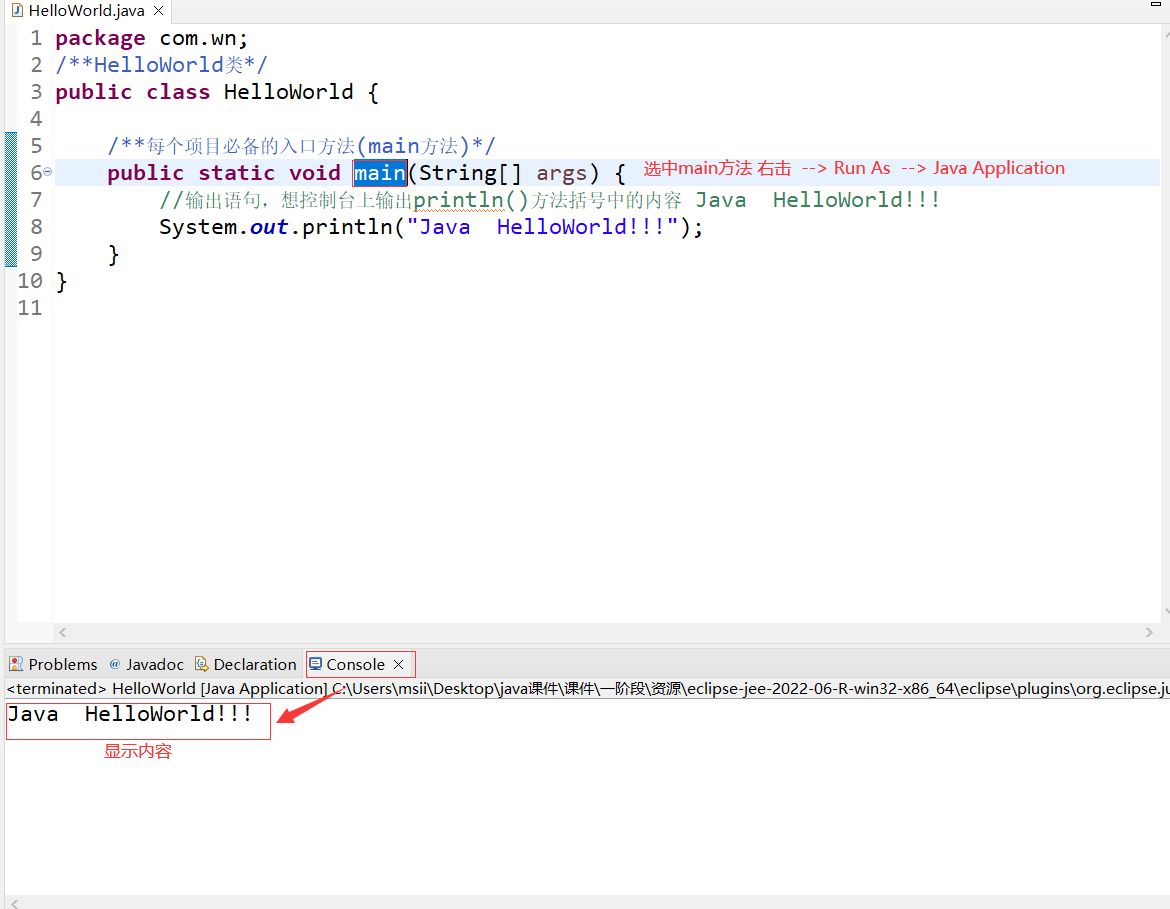 HelloWorld.java
1 package com.wn;
2 /**HelloWorld类*/
3 public class HelloWorld {
4
5 /**每个项目必备的入口方法(main方法)*/
6 public static void main(String[] args) { 选中main方法 右击 --> Run As --> Java Application
7 //输出语句，想控制台上输出println()方法括号中的内容 Java  HelloWorld!!!
8 System.out.println("Java  HelloWorld!!!");
9 }
10 }
11
Problems @ Javadoc Declaration Console
<terminated> HelloWorld [Java Application] C:\Users\msii\Desktop\java课件\课件\一阶段\资源\eclipse-jee-2022-06-R-win32-x86_64\eclipse\plugins\org.eclipse.ju
Java  HelloWorld!!!
显示内容